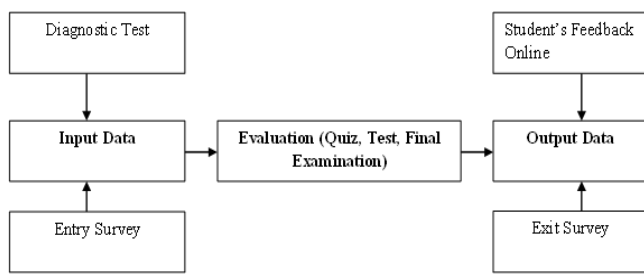 Diagnostic Test
Student's Feedback
Online
Input Data
Evaluation (Quiz, Test, Final
Examination)
Output Data
Entry Survey
Exit Survey